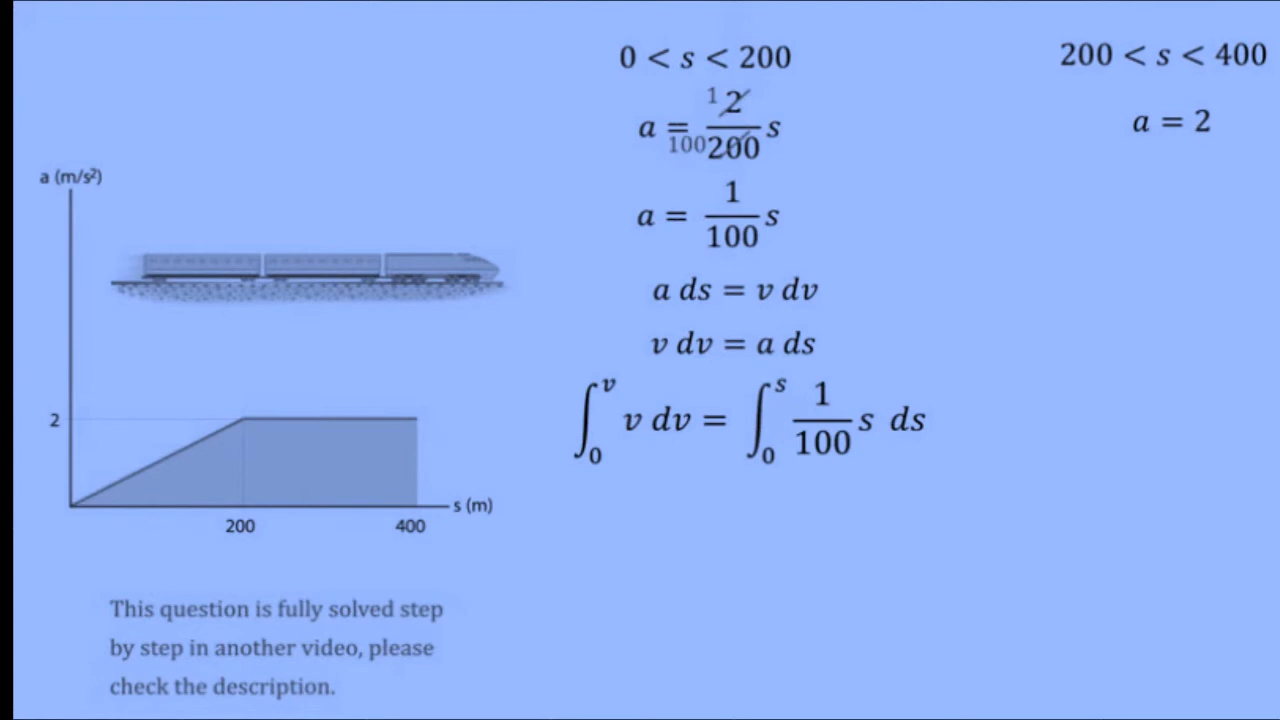 0 < s < 200
a = 1 2/100 200 s
a = 1/100 s
a ds = v dv
v dv = a ds
∫₀ᵛ v dv = ∫₀ˢ 1/100 s ds
200 < s < 400
a = 2
a (m/s²)
2
200
400
s (m)
This question is fully solved step
by step in another video, please
check the description.